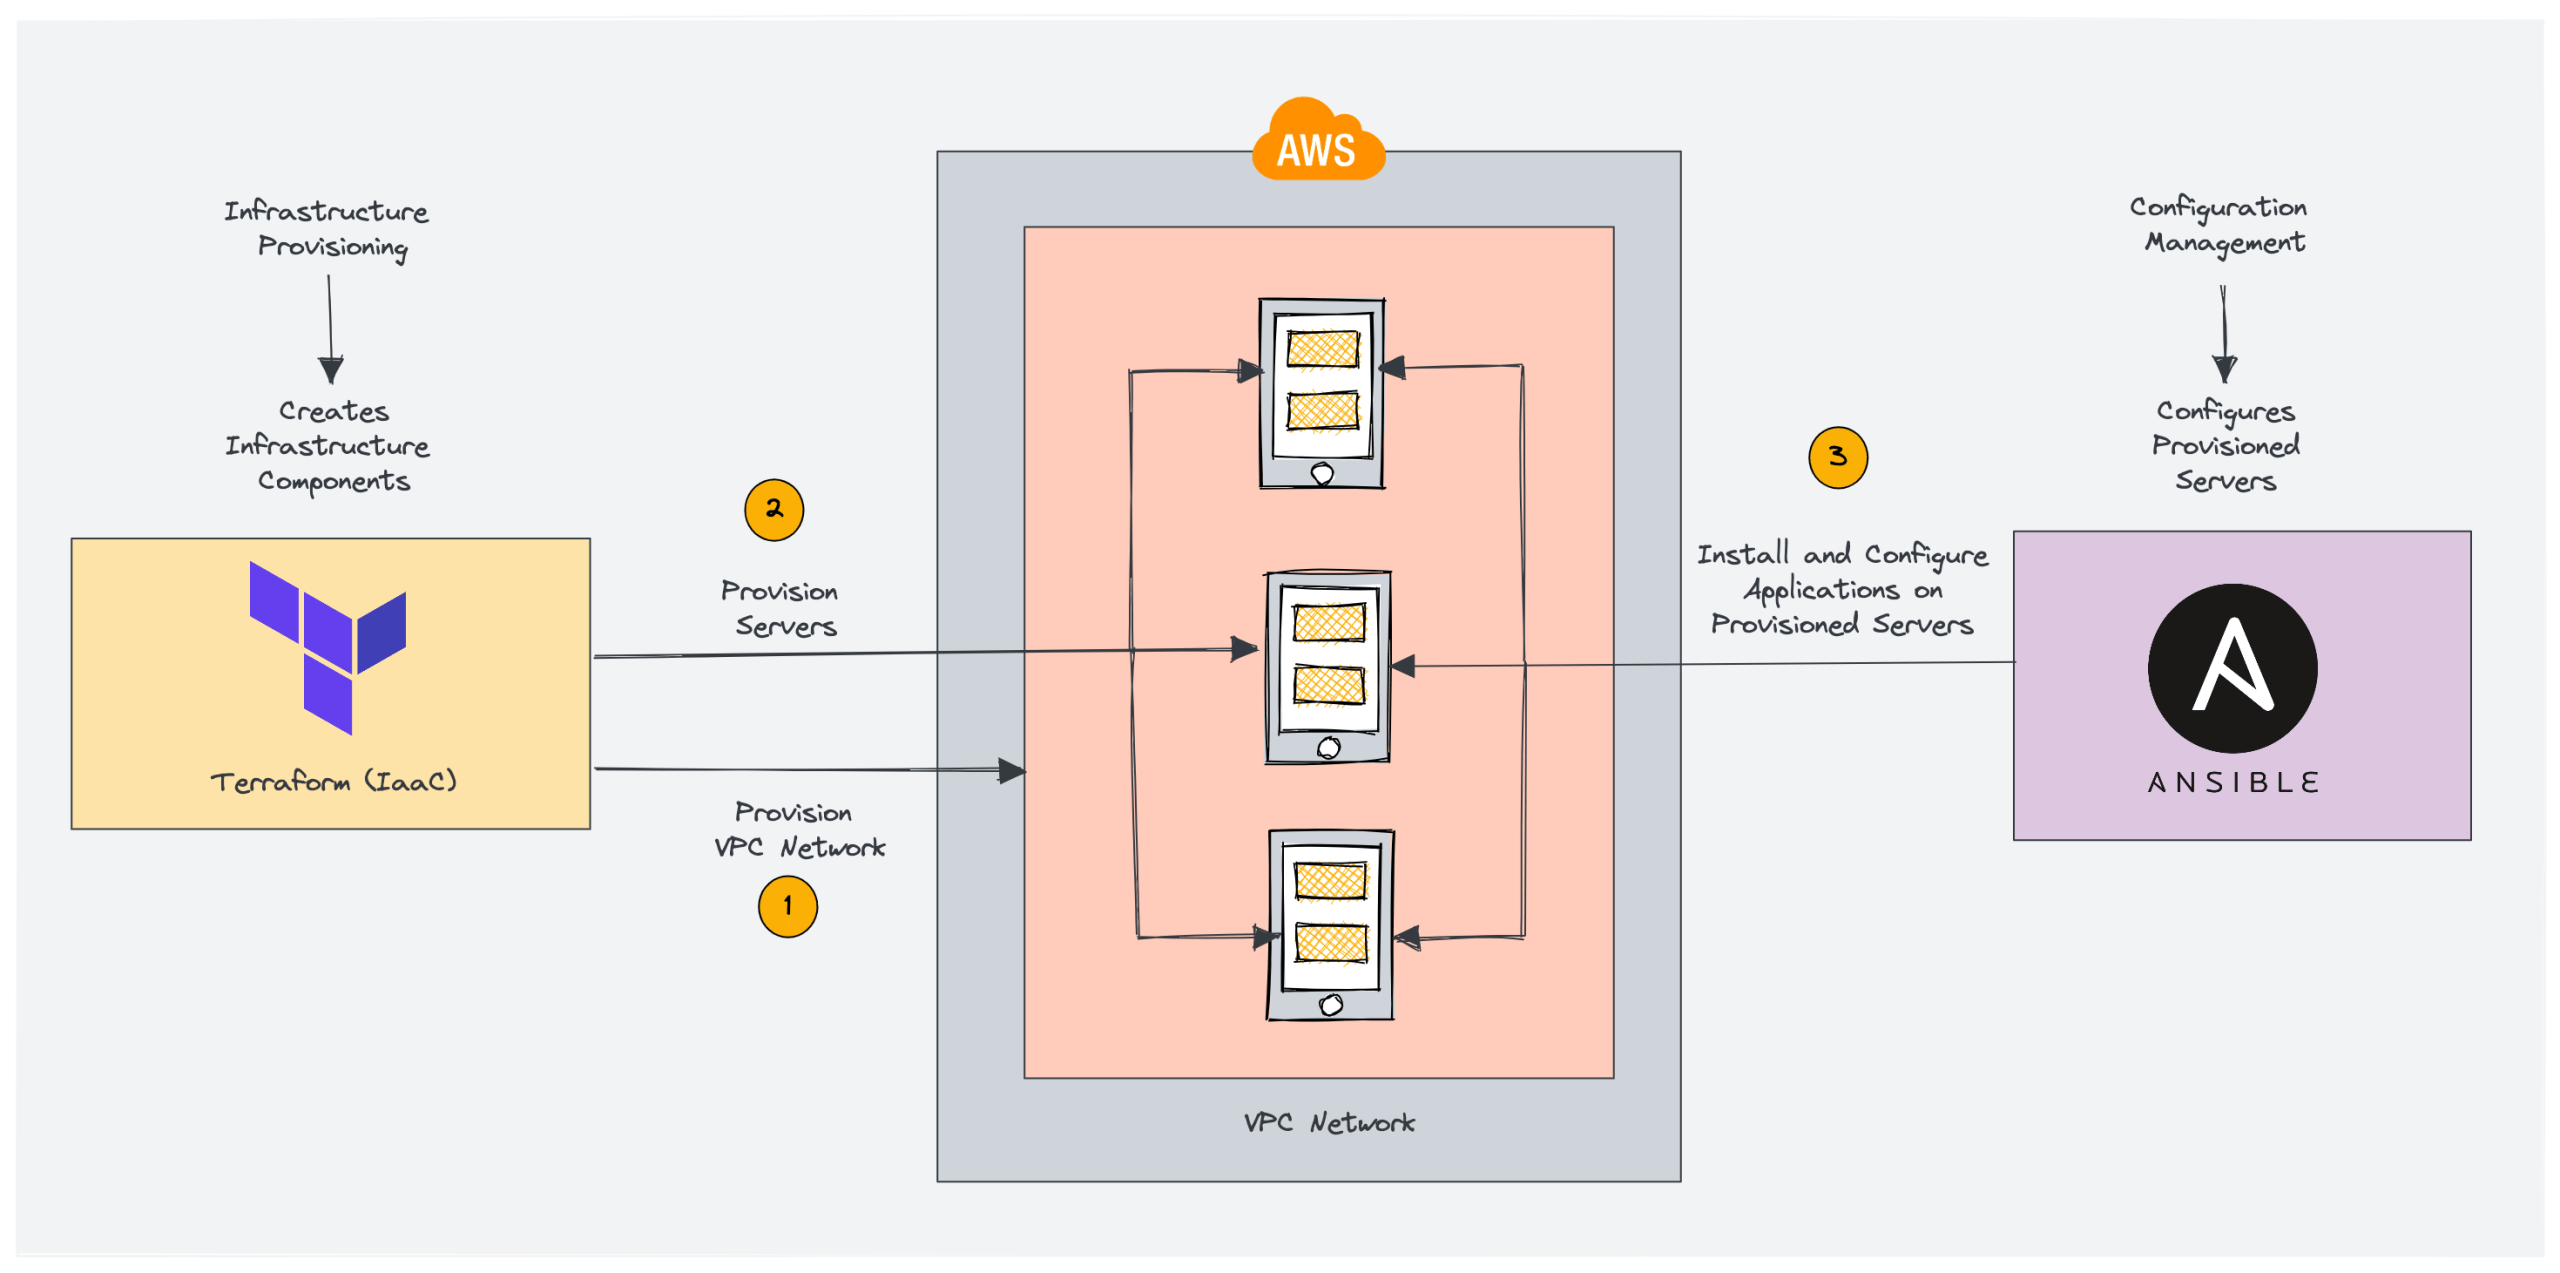 AWS
Infrastructure
Provisioning
Creates
Infrastructure
Components
Terraform (IaaC)
2
Provision
Servers
Provision
VPC Network
1
VPC Network
3
Install and Configure
Applications on
Provisioned Servers
Configuration
Management
Configures
Provisioned
Servers
ANSIBLE